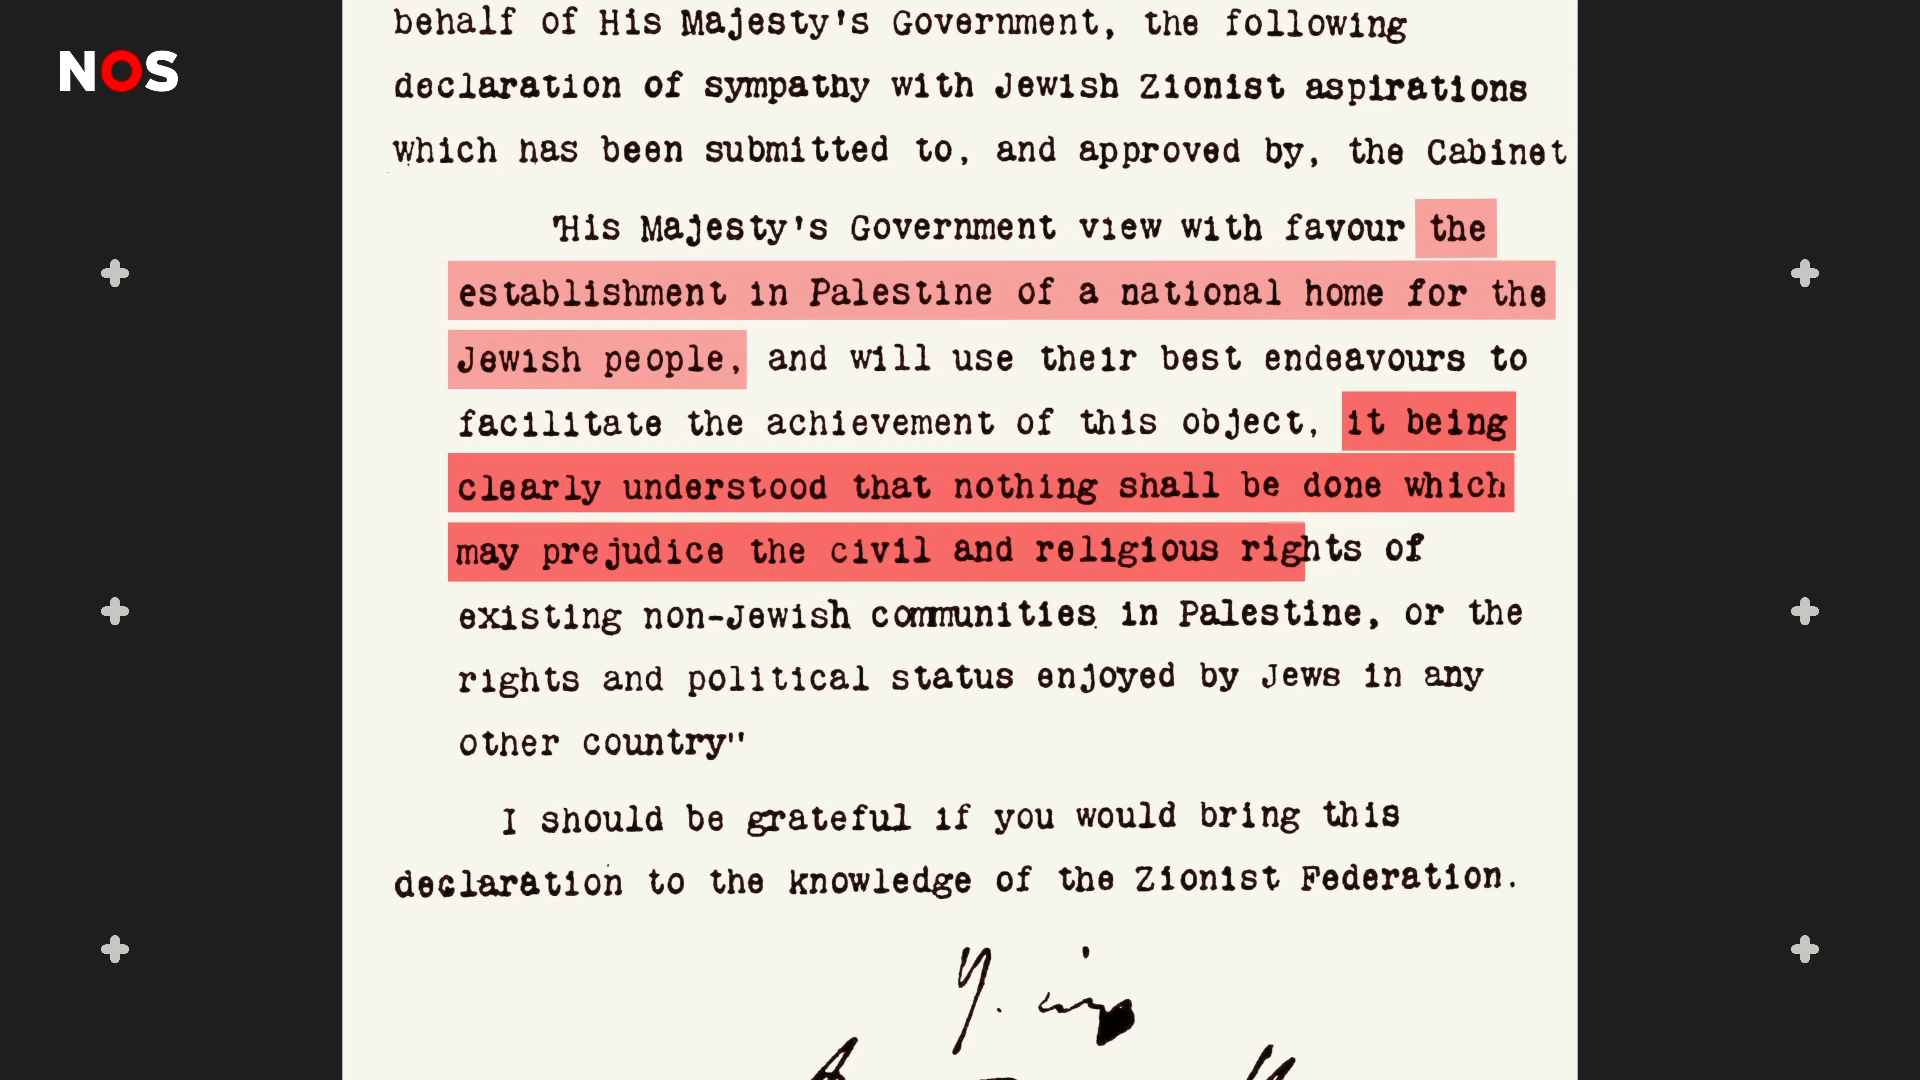 NOS
behalf of His Majesty's Government, the following
declaration of sympathy with Jewish Zionist aspirations
which has been submitted to, and approved by, the Cabinet
"His Majesty's Government view with favour the
establishment in Palestine of a national home for the
Jewish people, and will use their best endeavours to
facilitate the achievement of this object, it being
clearly understood that nothing shall be done which
may prejudice the civil and religious rights of
existing non-Jewish communities in Palestine, or the
rights and political status enjoyed by Jews in any
other country"
I should be grateful if you would bring this
declaration to the knowledge of the Zionist Federation.